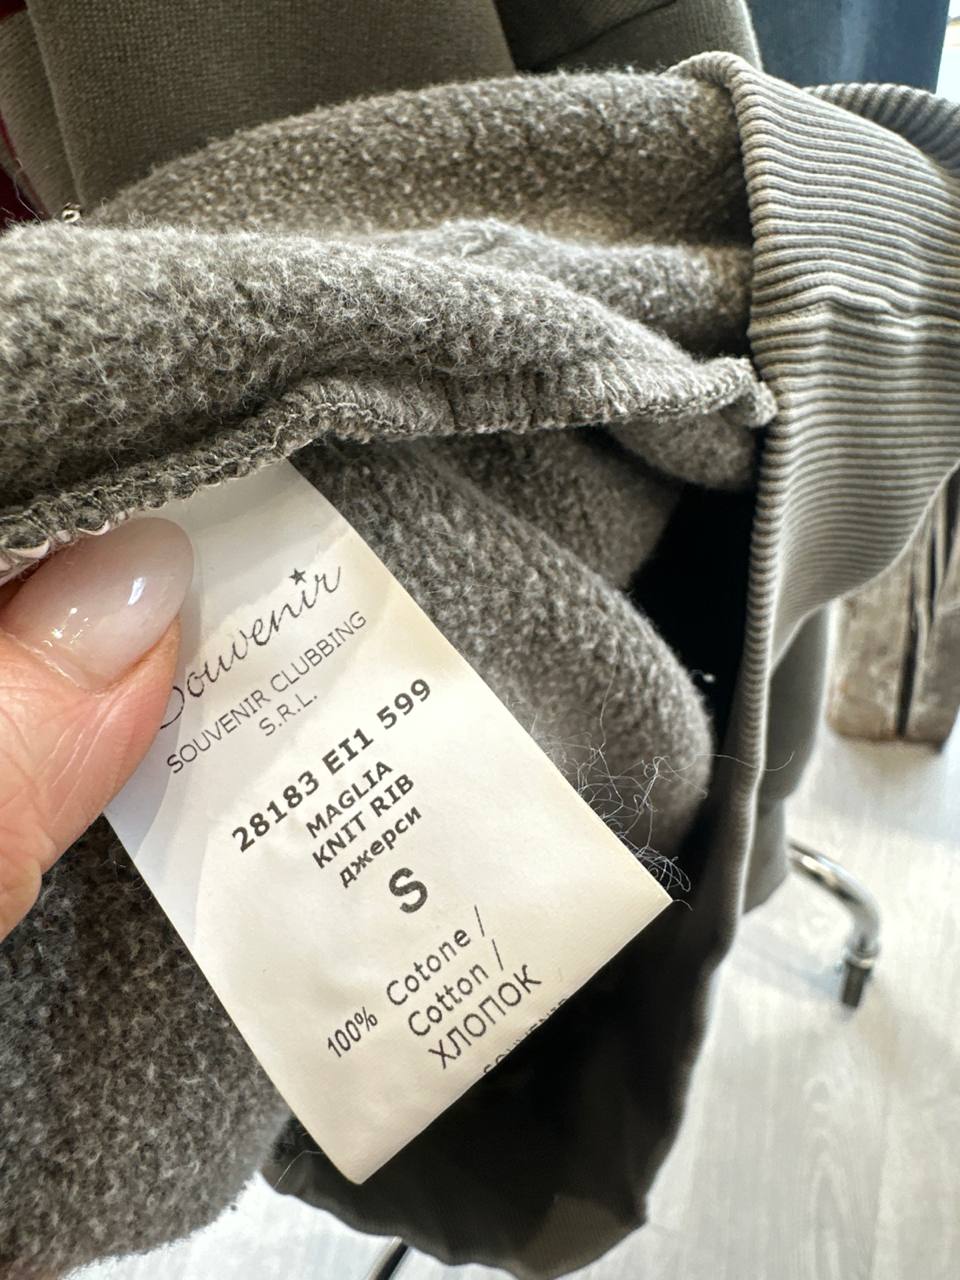 Souvenir
SOUVENIR CLUBBING
S.R.L.
28183 EI1 599
MAGLIA
KNIT RIB
джерси
S
100% Cotone /
Cotton /
ХЛОПОК